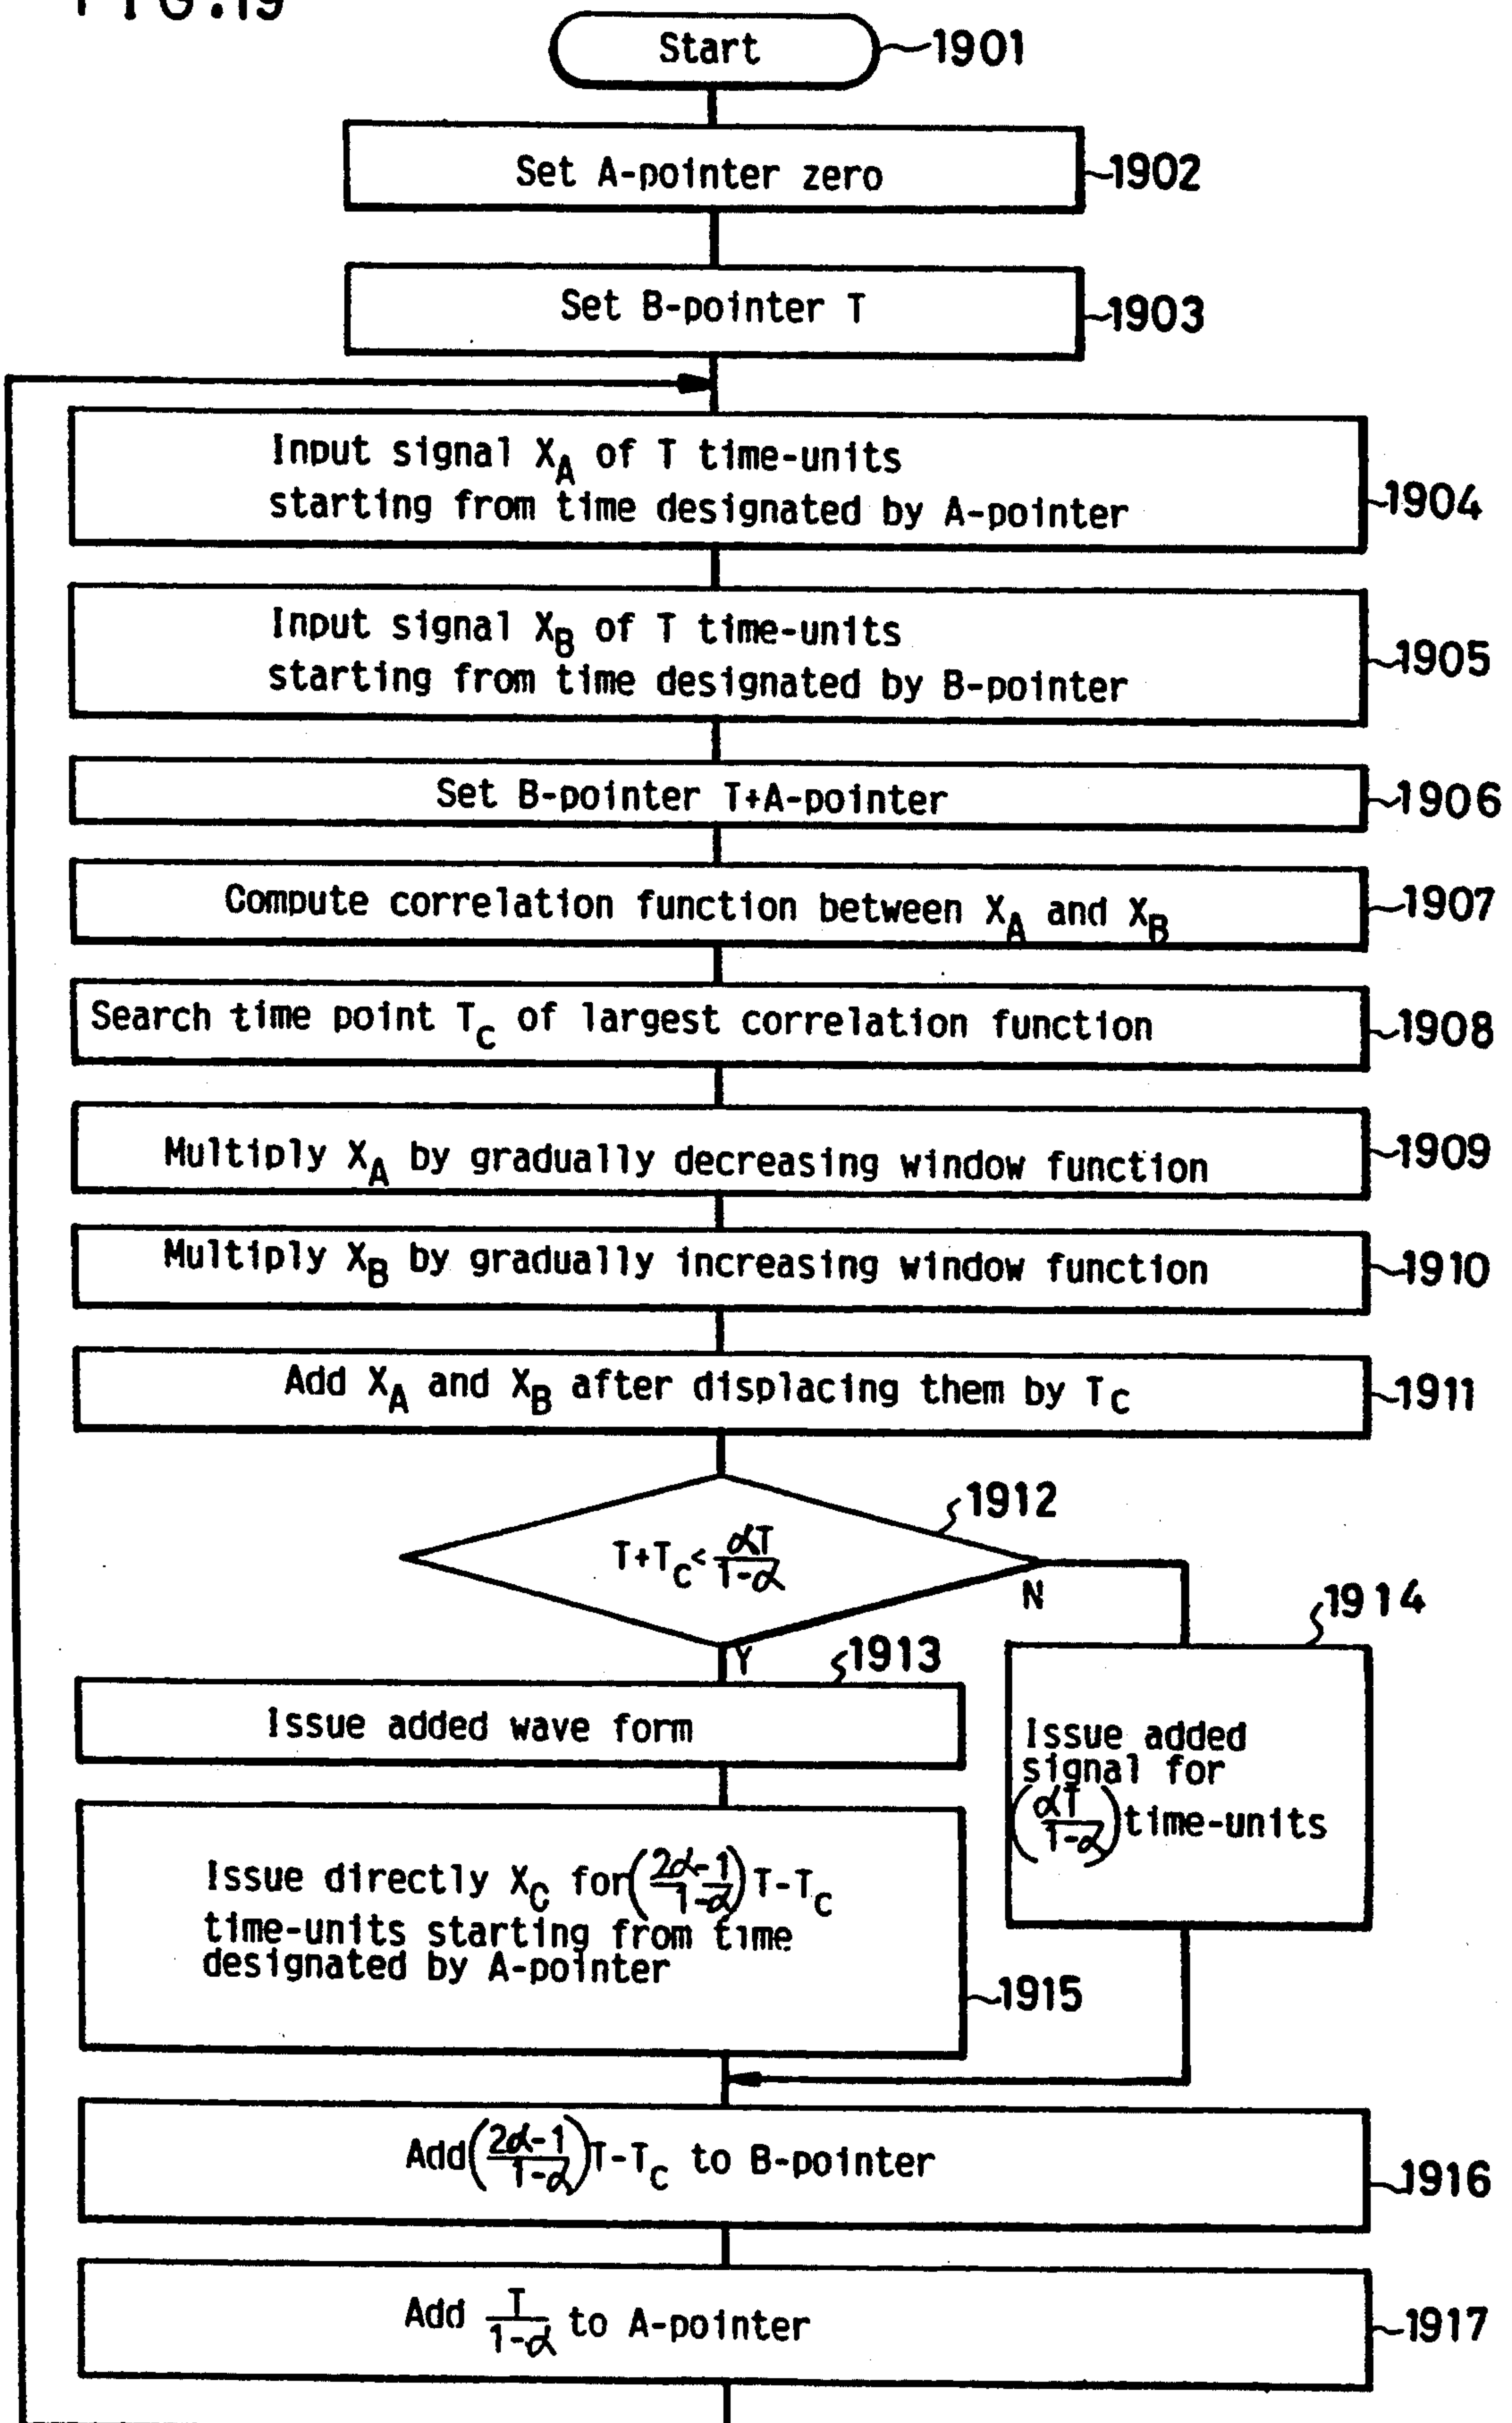 FIG.19
Start
1901
Set A-pointer zero
1902
Set B-pointer T
1903
Input signal X_A of T time-units
starting from time designated by A-pointer
1904
Input signal X_B of T time-units
starting from time designated by B-pointer
1905
Set B-pointer T+A-pointer
1906
Compute correlation function between X_A and X_B
1907
Search time point T_C of largest correlation function
1908
Multiply X_A by gradually decreasing window function
1909
Multiply X_B by gradually increasing window function
1910
Add X_A and X_B after displacing them by T_C
1911
1912
T+T_C< αT/(1-α)
N
Y
1913
Issue added wave form
1914
Issue added
signal for
(αT/(1-α)) time-units
Issue directly X_C for ((2α-1)/(1-α)) T-T_C
time-units starting from time
designated by A-pointer
1915
Add ((2α-1)/(1-α)) T-T_C to B-pointer
1916
Add T/(1-α) to A-pointer
1917